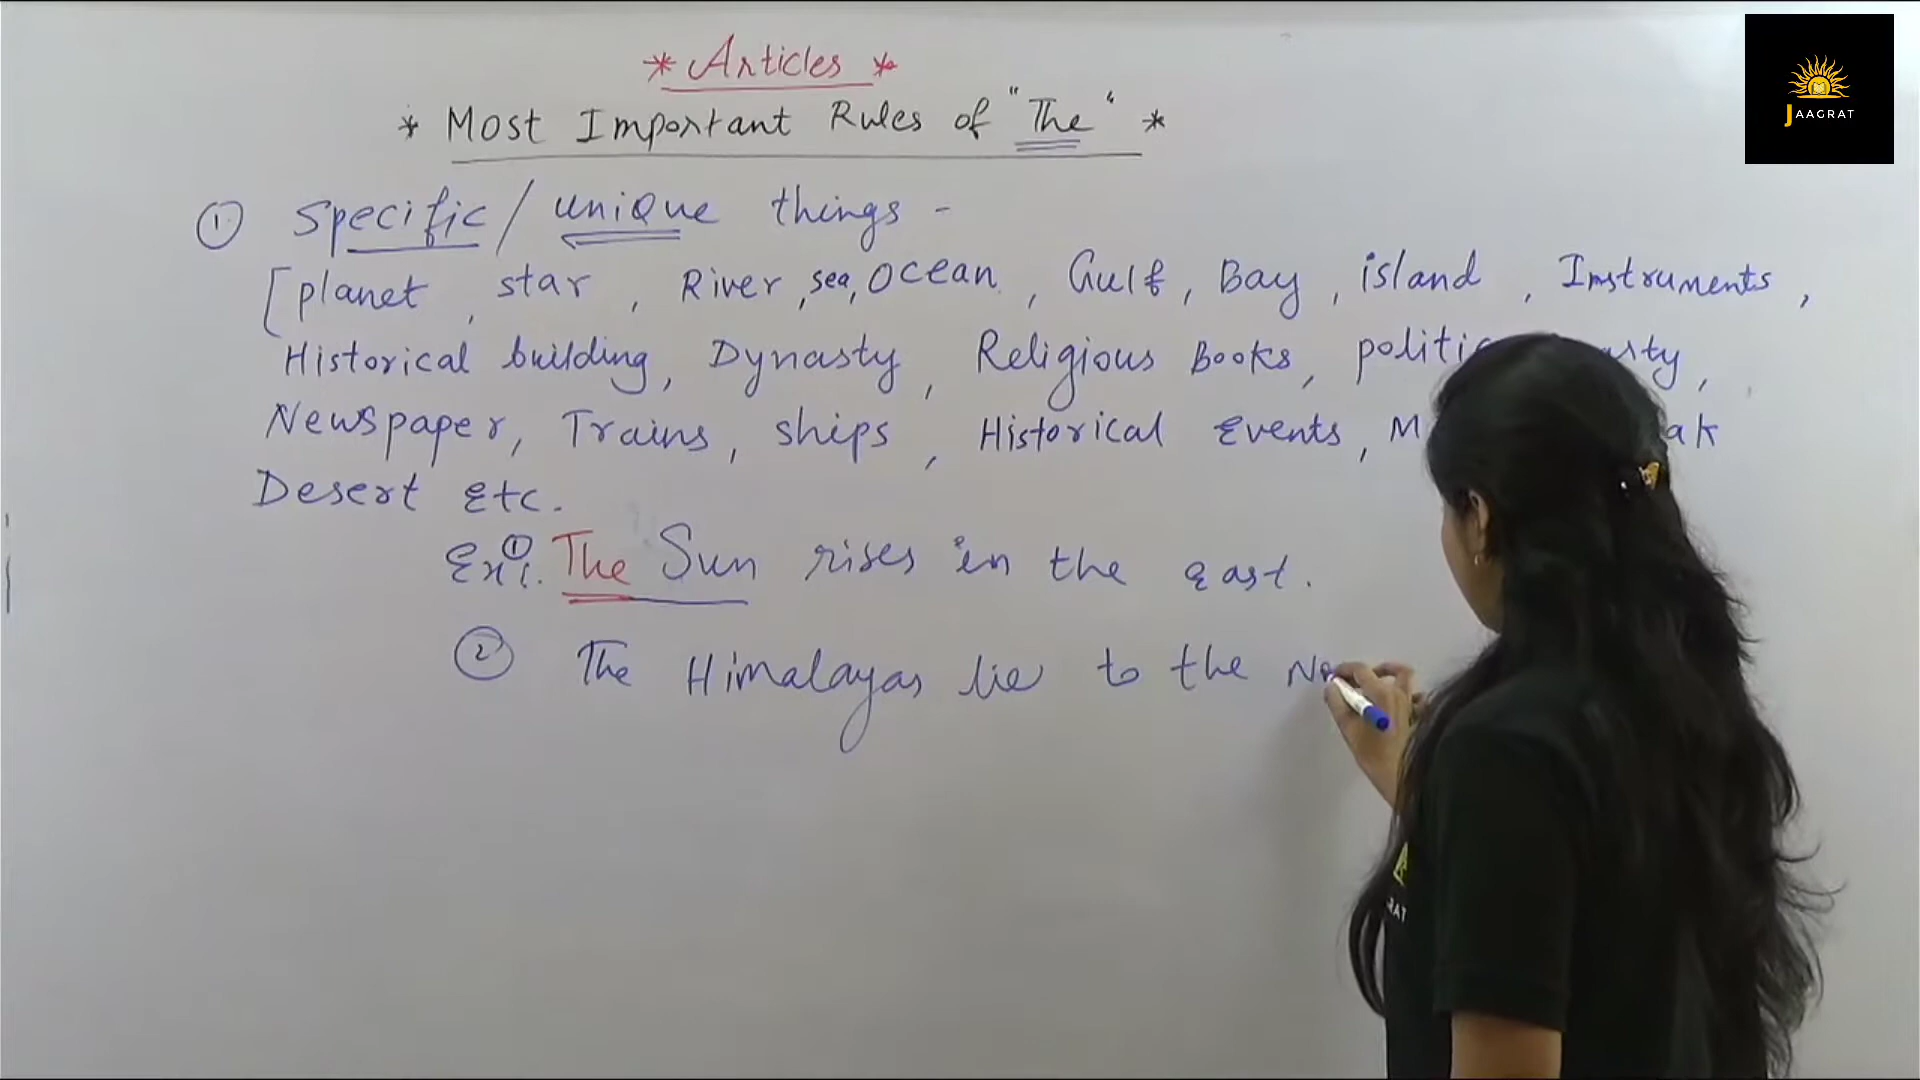 * Articles *
* Most Important Rules of "The" *
① Specific / unique things -
[planet, star, River, sea, Ocean, Gulf, Bay, island, Instruments,
Historical building, Dynasty, Religious Books,
Newspaper, Trains, ships, Historical Events,
Desert Etc.
Ex. ① The Sun rises in the east.
② The Himalayas lie to the
JAAGRAT